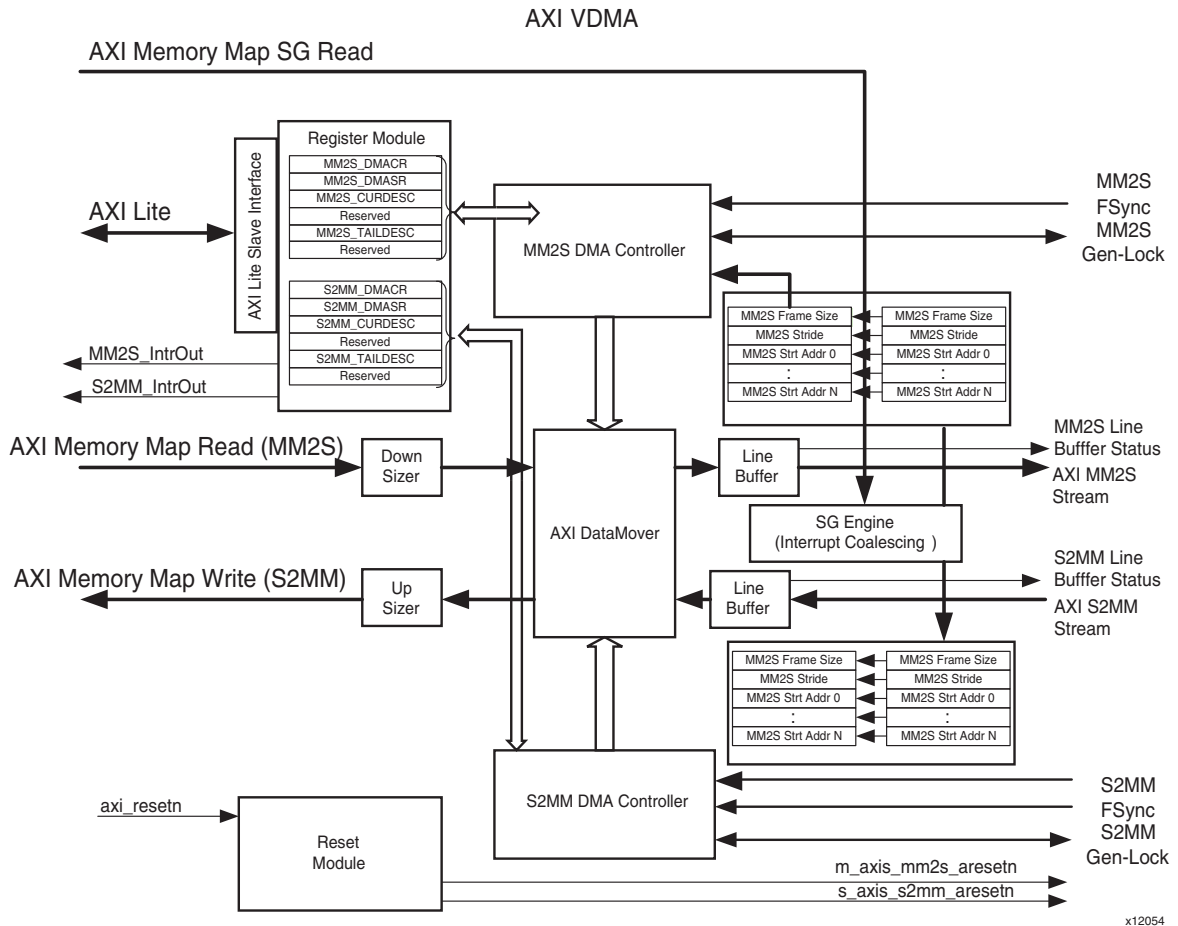 AXI VDMA
AXI Memory Map SG Read
AXI Lite
AXI Lite Slave Interface
Register Module
MM2S_DMACR
MM2S_DMASR
MM2S_CURDESC
Reserved
MM2S_TAILDESC
Reserved
S2MM_DMACR
S2MM_DMASR
S2MM_CURDESC
Reserved
S2MM_TAILDESC
Reserved
MM2S_IntrOut
S2MM_IntrOut
MM2S DMA Controller
MM2S
FSync
MM2S
Gen-Lock
MM2S Frame Size
MM2S Stride
MM2S Strt Addr 0
:
MM2S Strt Addr N
MM2S Frame Size
MM2S Stride
MM2S Strt Addr 0
:
MM2S Strt Addr N
AXI Memory Map Read (MM2S)
Down
Sizer
AXI DataMover
Line
Buffer
MM2S Line
Bufffer Status
AXI MM2S
Stream
SG Engine
(Interrupt Coalescing )
AXI Memory Map Write (S2MM)
Up
Sizer
Line
Buffer
S2MM Line
Bufffer Status
AXI S2MM
Stream
MM2S Frame Size
MM2S Stride
MM2S Strt Addr 0
:
MM2S Strt Addr N
MM2S Frame Size
MM2S Stride
MM2S Strt Addr 0
:
MM2S Strt Addr N
S2MM DMA Controller
S2MM
FSync
S2MM
Gen-Lock
axi_resetn
Reset
Module
m_axis_mm2s_aresetn
s_axis_s2mm_aresetn
x12054